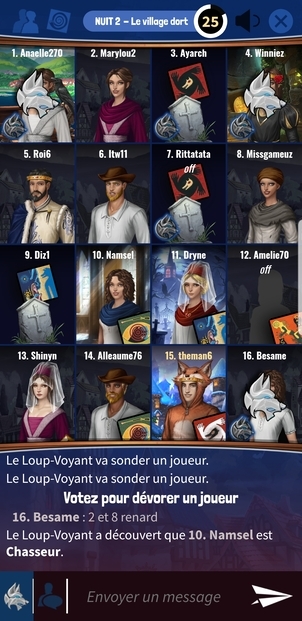 NUIT 2 – Le village dort
25
1. Anaelle270
2. Marylou2
3. Ayarch
4. Winniez
5. Roi6
6. Itw11
7. Rittatata
off
8. Missgameuz
9. Diz1
10. Namsel
11. Dryne
12. Amelie70
off
13. Shinyn
14. Alleaume76
15. theman6
16. Besame
Le Loup-Voyant va sonder un joueur.
Le Loup-Voyant va sonder un joueur.
Votez pour dévorer un joueur
16. Besame : 2 et 8 renard
Le Loup-Voyant a découvert que 10. Namsel est
Chasseur.
Envoyer un message